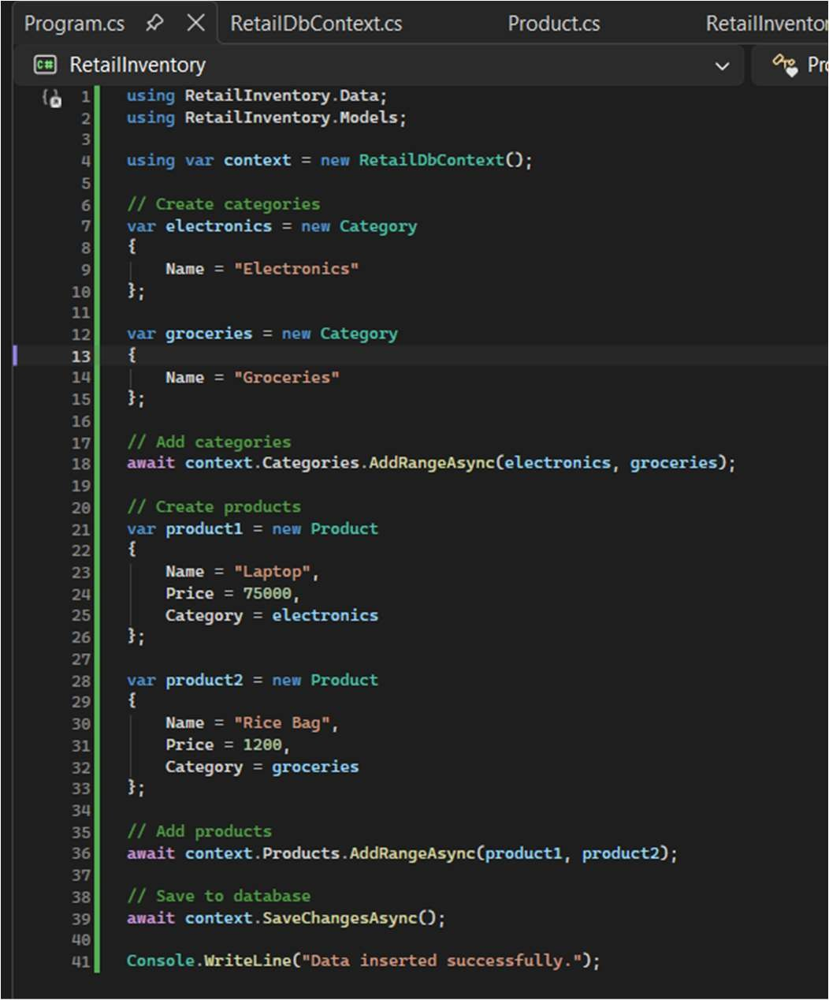 Program.cs RetailDbContext.cs Product.cs RetailInventor
C# RetailInventory Pro
1 using RetailInventory.Data;
2 using RetailInventory.Models;
3
4 using var context = new RetailDbContext();
5
6 // Create categories
7 var electronics = new Category
8 {
9     Name = "Electronics"
10 };
11
12 var groceries = new Category
13 {
14     Name = "Groceries"
15 };
16
17 // Add categories
18 await context.Categories.AddRangeAsync(electronics, groceries);
19
20 // Create products
21 var product1 = new Product
22 {
23     Name = "Laptop",
24     Price = 75000,
25     Category = electronics
26 };
27
28 var product2 = new Product
29 {
30     Name = "Rice Bag",
31     Price = 1200,
32     Category = groceries
33 };
34
35 // Add products
36 await context.Products.AddRangeAsync(product1, product2);
37
38 // Save to database
39 await context.SaveChangesAsync();
40
41 Console.WriteLine("Data inserted successfully.");